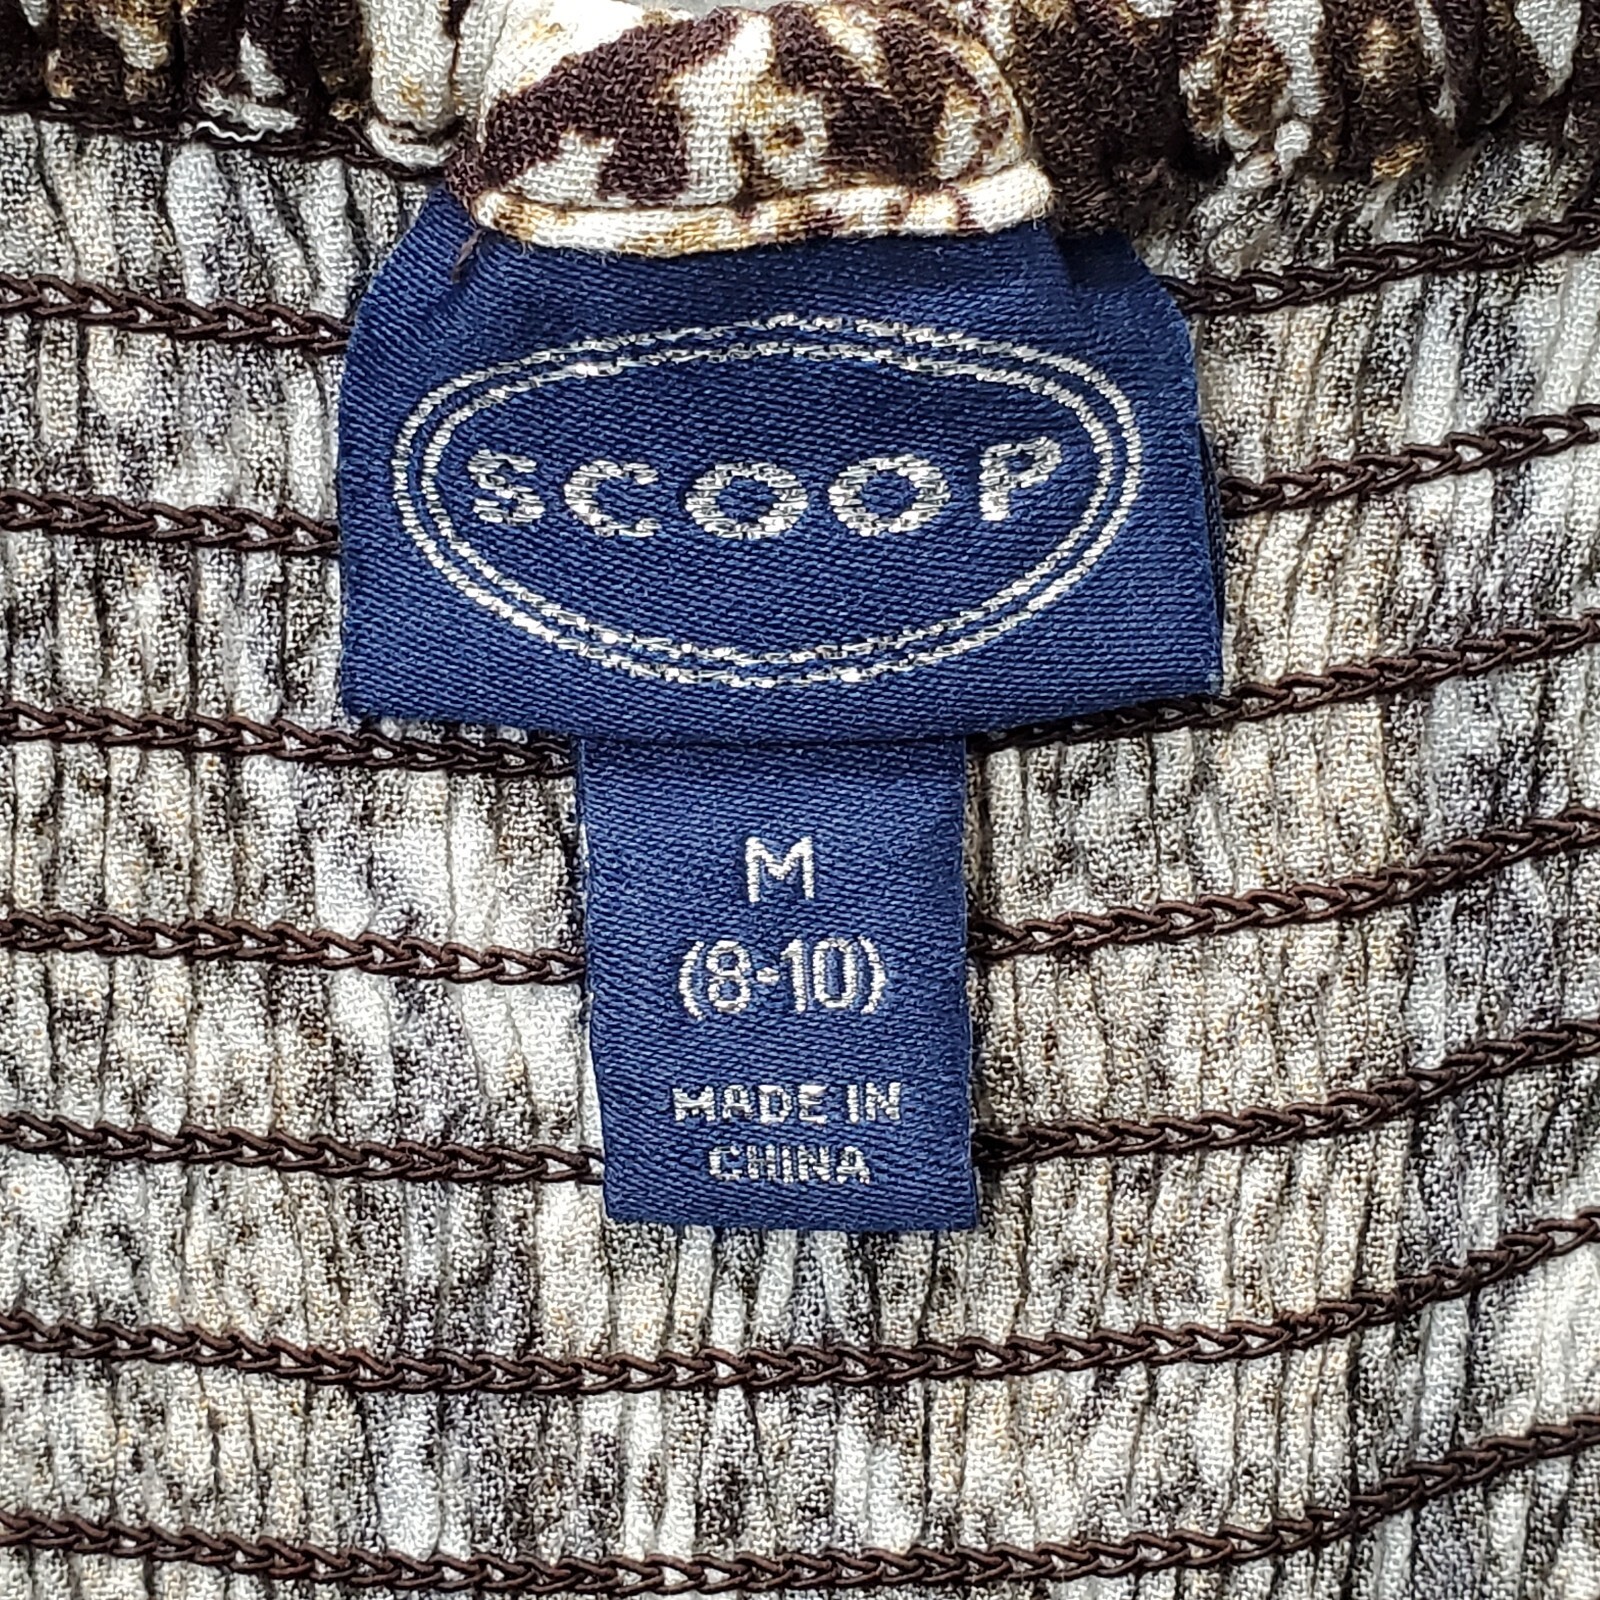 SCOOP
M
(8-10)
MADE IN
CHINA